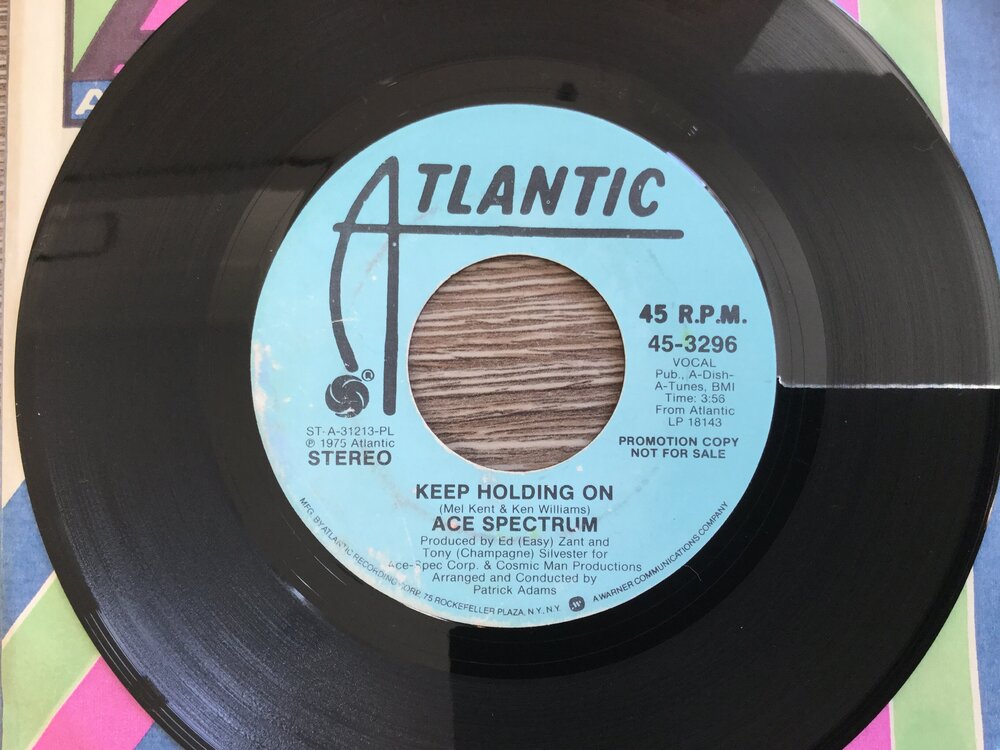 ATLANTIC
®
45 R.P.M.
45-3296
VOCAL
Pub., A-Dish-
A-Tunes, BMI
Time: 3:56
From Atlantic
LP 18143
PROMOTION COPY
NOT FOR SALE
ST-A-31213-PL
℗ 1975 Atlantic
STEREO
KEEP HOLDING ON
(Mel Kent & Ken Williams)
ACE SPECTRUM
Produced by Ed (Easy) Zant and
Tony (Champagne) Silvester for
Ace-Spec Corp. & Cosmic Man Productions
Arranged and Conducted by
Patrick Adams
MFG. BY ATLANTIC RECORDING CORP. 75 ROCKEFELLER PLAZA, N.Y., N.Y. A WARNER COMMUNICATIONS COMPANY